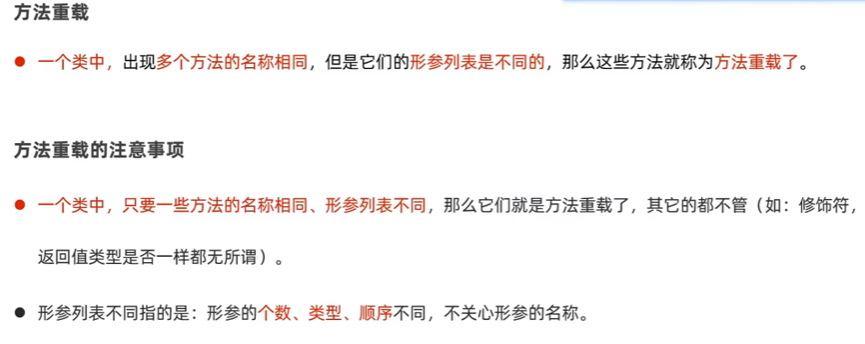 方法重载
● 一个类中，出现多个方法的名称相同，但是它们的形参列表是不同的，那么这些方法就称为方法重载了。
方法重载的注意事项
● 一个类中，只要一些方法的名称相同、形参列表不同，那么它们就是方法重载了，其它的都不管（如：修饰符，
返回值类型是否一样都无所谓）。
● 形参列表不同指的是：形参的个数、类型、顺序不同，不关心形参的名称。